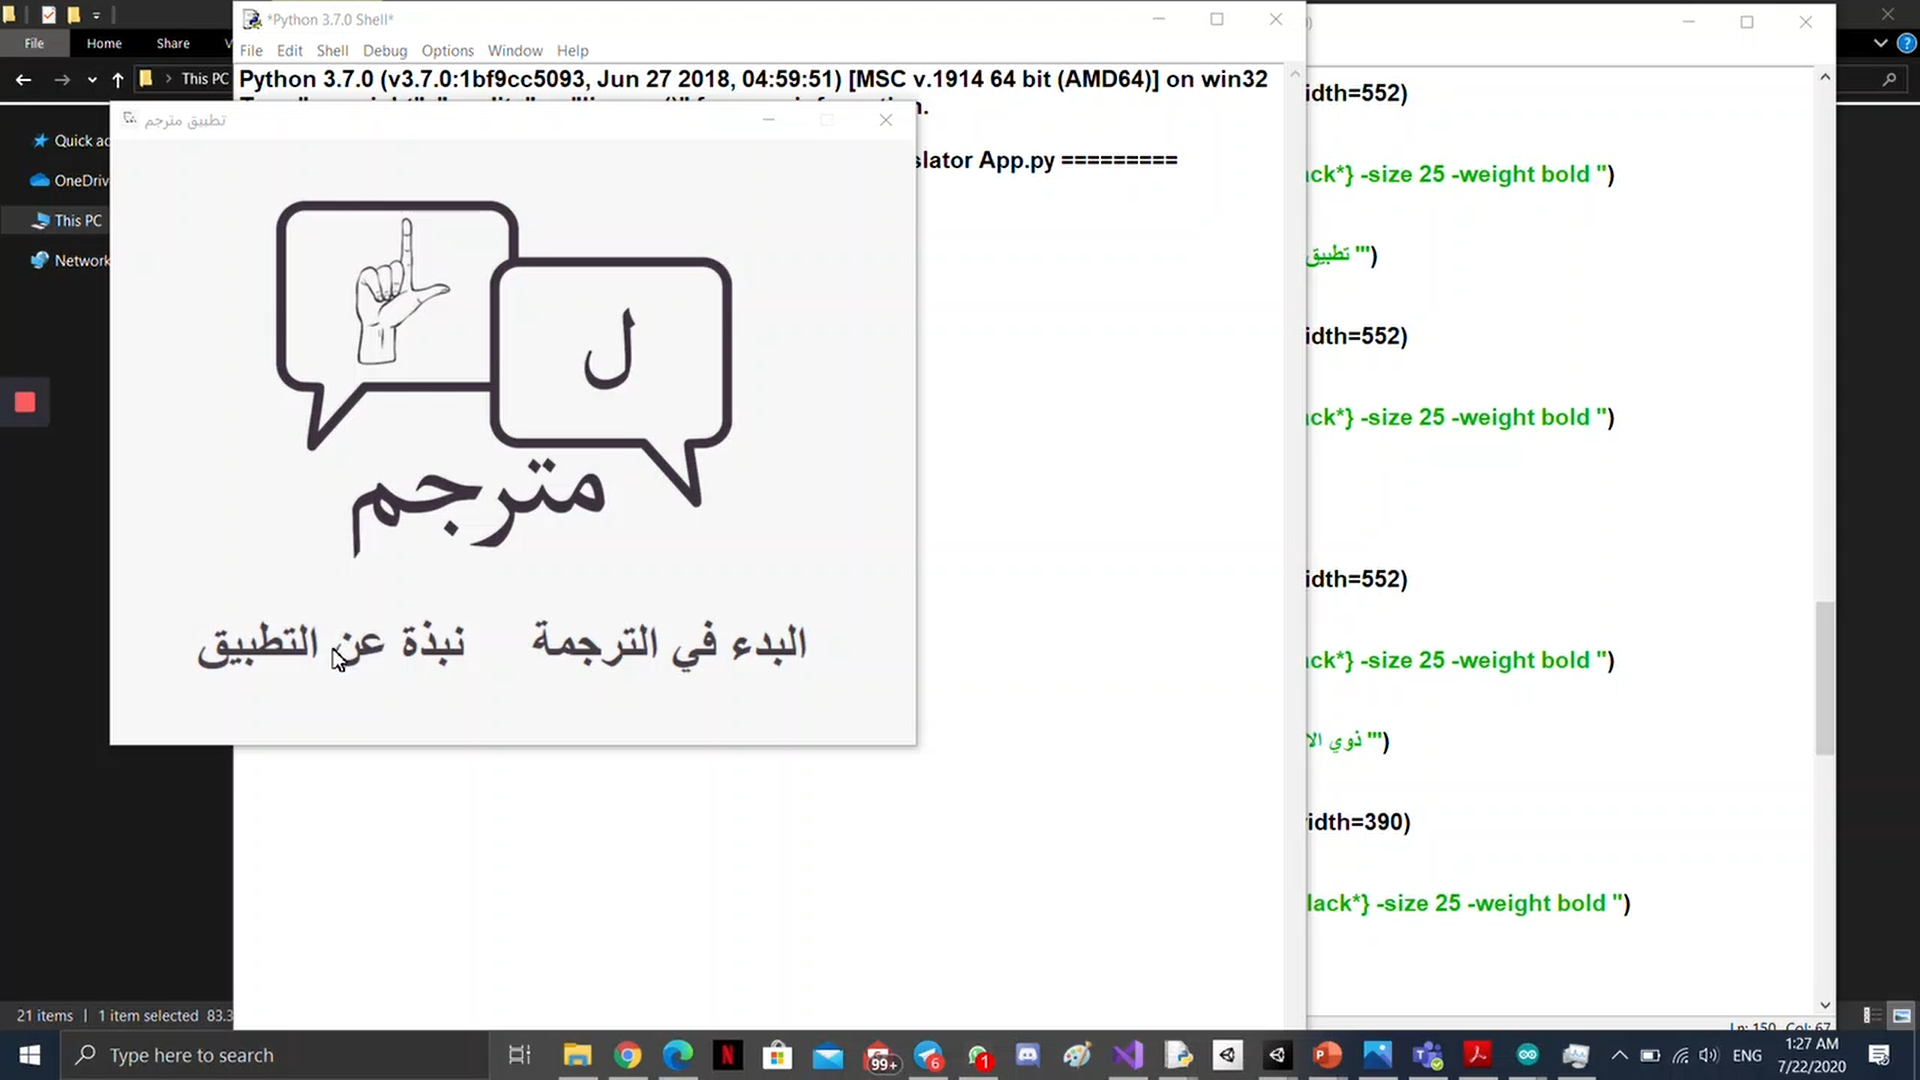 File
Home
Share
This PC
Quick ac
OneDriv
This PC
Network
21 items
1 item selected
83.3
*Python 3.7.0 Shell*
File Edit Shell Debug Options Window Help
Python 3.7.0 (v3.7.0:1bf9cc5093, Jun 27 2018, 04:59:51) [MSC v.1914 64 bit (AMD64)] on win32
slator App.py =========
تطبيق مترجم
ل
مترجم
البدء في الترجمة
نبذة عن التطبيق
idth=552)
ack*} -size 25 -weight bold ")
تطبيق ''')
idth=552)
ack*} -size 25 -weight bold ")
idth=552)
ack*} -size 25 -weight bold ")
ذوي الا ''')
idth=390)
lack*} -size 25 -weight bold ")
Ln: 150 Col: 67
Type here to search
99+
6
1
ENG
1:27 AM
7/22/2020